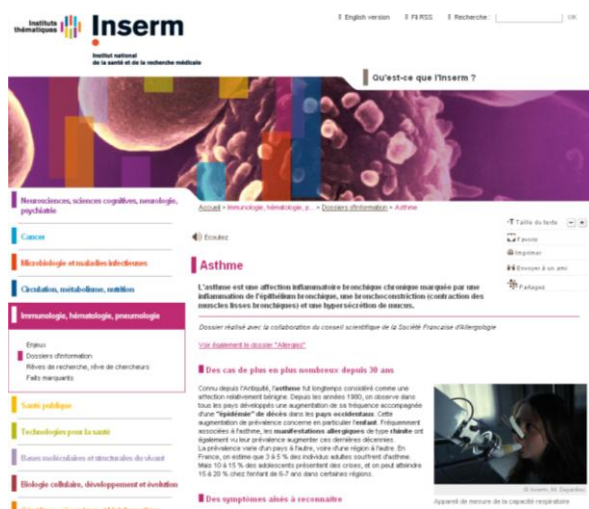 Instituts
thématiques
Inserm
Institut national
de la santé et de la recherche médicale
English version
Fil RSS
Recherche :
OK
Qu'est-ce que l'Inserm ?
Neurosciences, sciences cognitives, neurologie,
psychiatrie
Cancer
Microbiologie et maladies infectieuses
Circulation, métabolisme, nutrition
Immunologie, hématologie, pneumologie
Enjeux
Dossiers d'information
Rêves de recherche, rêve de chercheurs
Faits marquants
Santé publique
Technologies pour la santé
Bases moléculaires et structurales du vivant
Biologie cellulaire, développement et évolution
Accueil > Immunologie, hématologie, p... > Dossiers d'information > Asthme
Ecoutez
Taille du texte
Favoris
Imprimer
Envoyer à un ami
Partagez
Asthme
L'asthme est une affection inflammatoire bronchique chronique marquée par une
inflammation de l'épithélium bronchique, une bronchoconstriction (contraction des
muscles lisses bronchiques) et une hypersécrétion de mucus.
Dossier réalisé avec la collaboration du conseil scientifique de la Société Française d'Allergologie
Voir également le dossier "Allergies"
Des cas de plus en plus nombreux depuis 30 ans
Connu depuis l'Antiquité, l'asthme fut longtemps considéré comme une
affection relativement bénigne. Depuis les années 1980, on observe dans
tous les pays développés une augmentation de sa fréquence accompagnée
d'une "épidémie" de décès dans les pays occidentaux. Cette
augmentation de prévalence concerne en particulier l'enfant. Fréquemment
associées à l'asthme, les manifestations allergiques de type rhinite ont
également vu leur prévalence augmenter ces dernières décennies.
La prévalence varie d'un pays à l'autre, voire d'une région à l'autre. En
France, on estime que 3 à 5 % des individus adultes souffrent d'asthme.
Mais 10 à 15 % des adolescents présentent des crises, et on peut atteindre
15 à 20 % chez l'enfant de 6-7 ans dans certaines régions.
© Inserm, M. Depardieu
Appareil de mesure de la capacité respiratoire
Des symptômes aisés à reconnaître